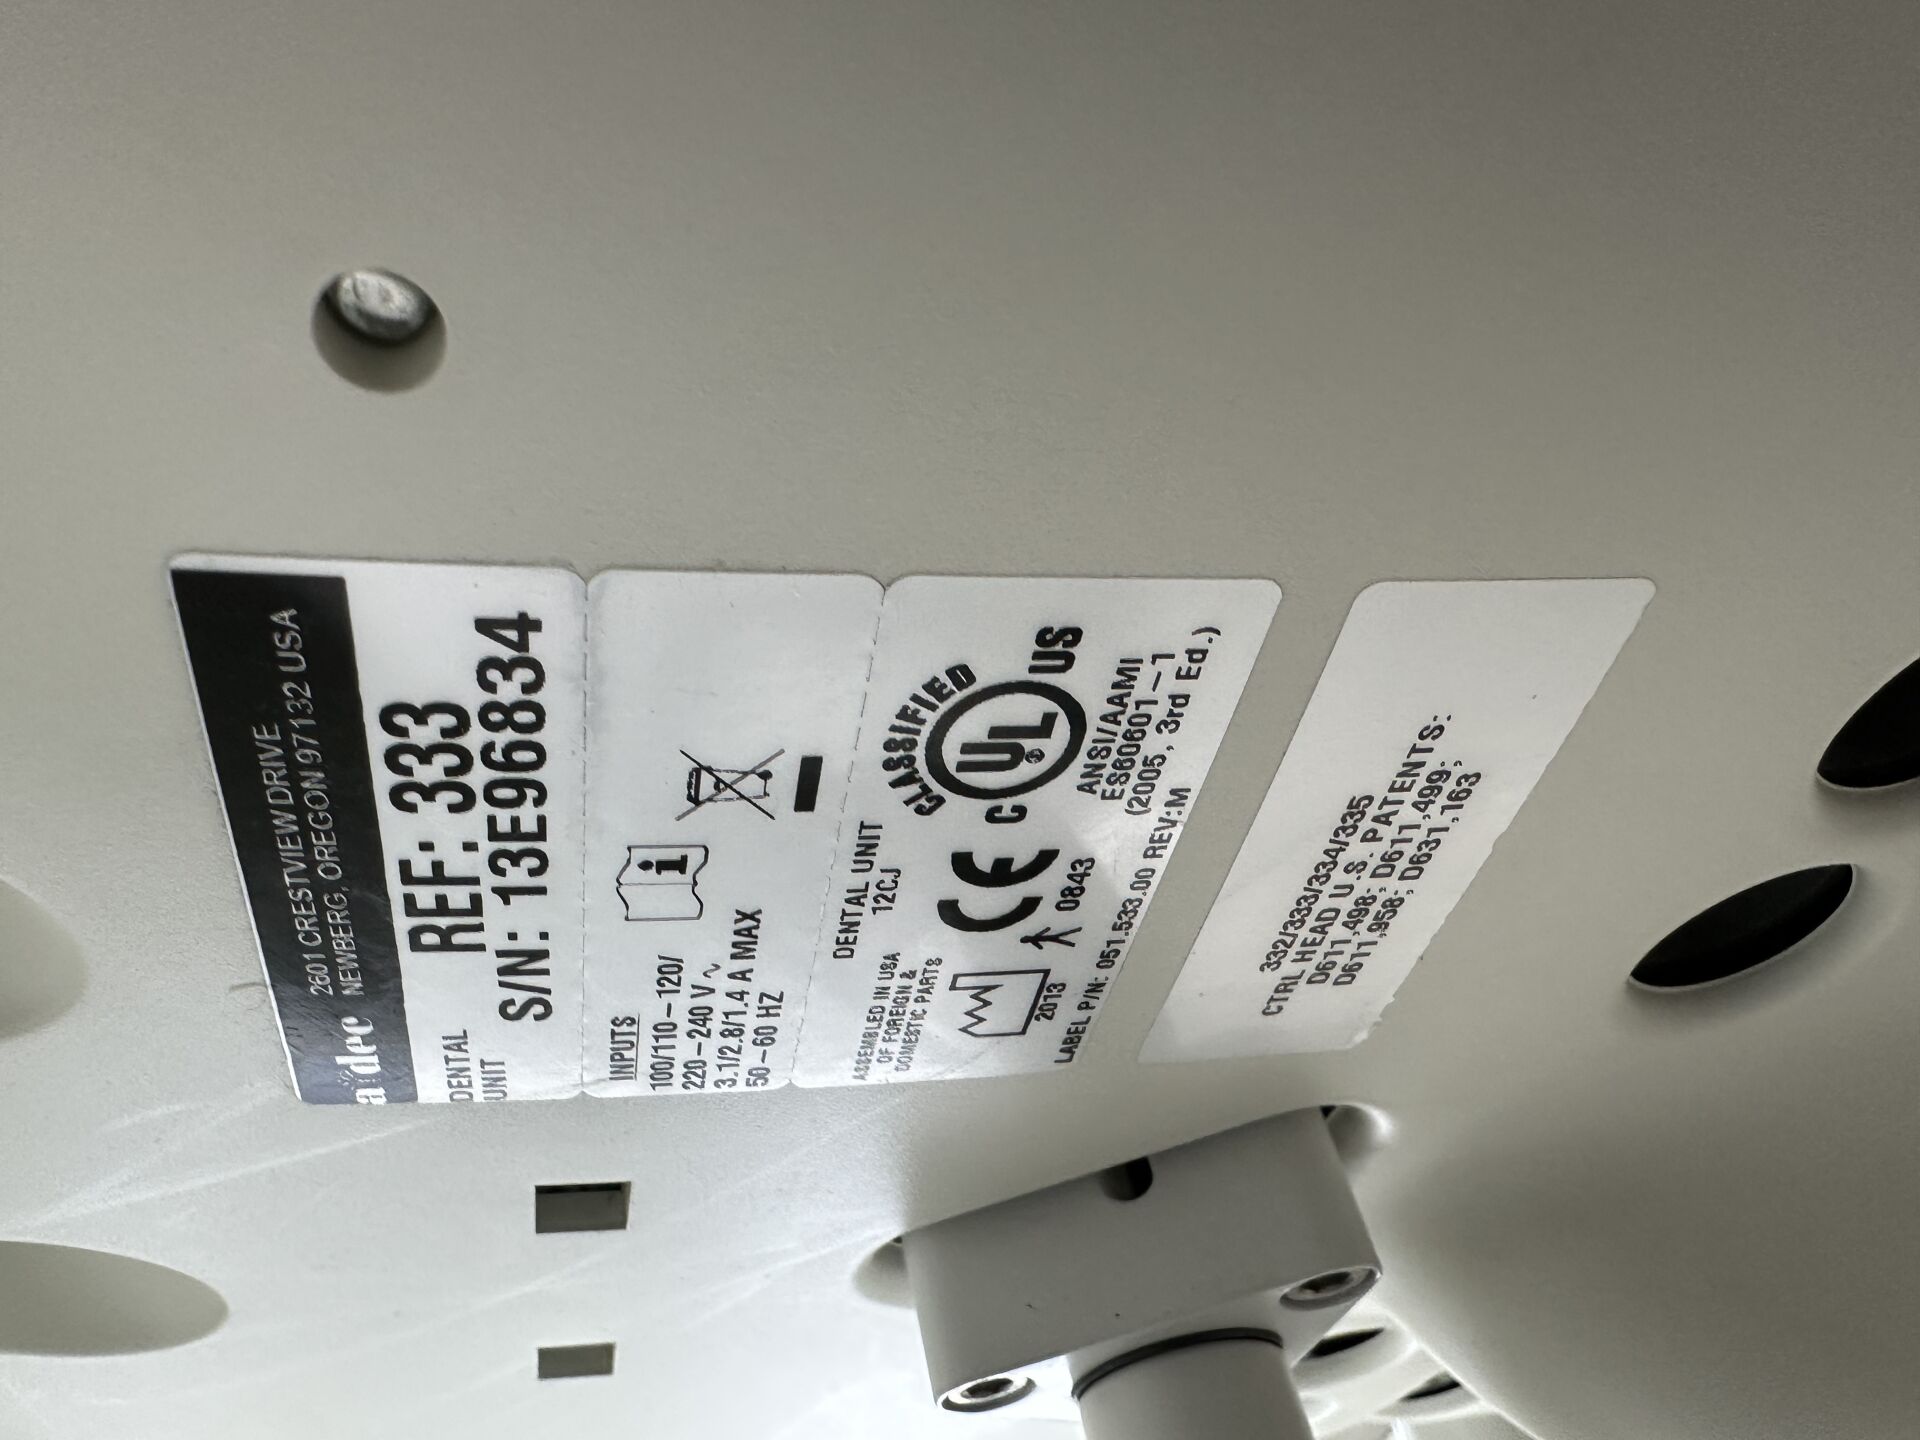 2601 CRESTVIEW DRIVE
a dec NEWBERG, OREGON 97132 USA
DENTAL UNIT
REF: 333
S/N: 13E96834
INPUTS
100/110–120/
220–240 V ~
3.1/2.8/1.4 A MAX
50–60 HZ
i
ASSEMBLED IN USA
OF FOREIGN &
DOMESTIC PARTS
DENTAL UNIT
12CJ
2013
CE
0843
CLASSIFIED
C UL US
®
ANSI/AAMI
ES60601–1
(2005, 3rd Ed.)
LABEL P/N: 051.533.00 REV:M
332/333/334/335
CTRL HEAD U.S. PATENTS:
D611,498; D611,499;
D611,958; D631,163